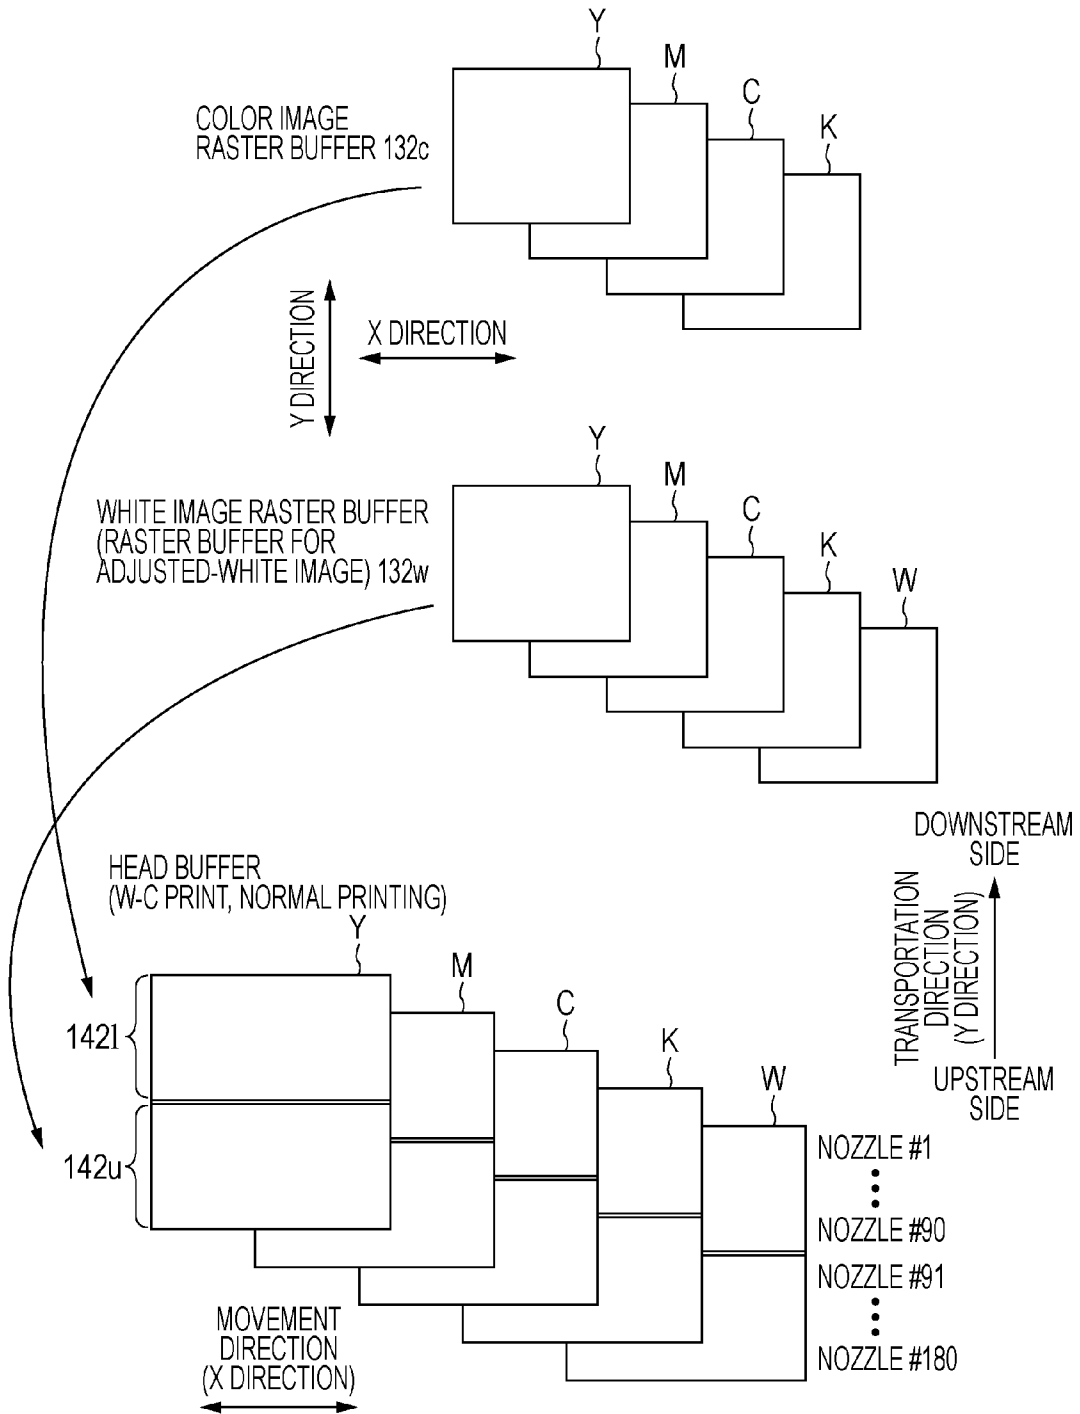 Y
M
C
K
COLOR IMAGE
RASTER BUFFER 132c
Y DIRECTION
X DIRECTION
Y
M
C
K
W
WHITE IMAGE RASTER BUFFER
(RASTER BUFFER FOR
ADJUSTED-WHITE IMAGE) 132w
DOWNSTREAM
SIDE
TRANSPORTATION
DIRECTION
(Y DIRECTION)
UPSTREAM
SIDE
HEAD BUFFER
(W-C PRINT, NORMAL PRINTING)
Y
M
C
K
W
142l
142u
NOZZLE #1
NOZZLE #90
NOZZLE #91
NOZZLE #180
MOVEMENT
DIRECTION
(X DIRECTION)